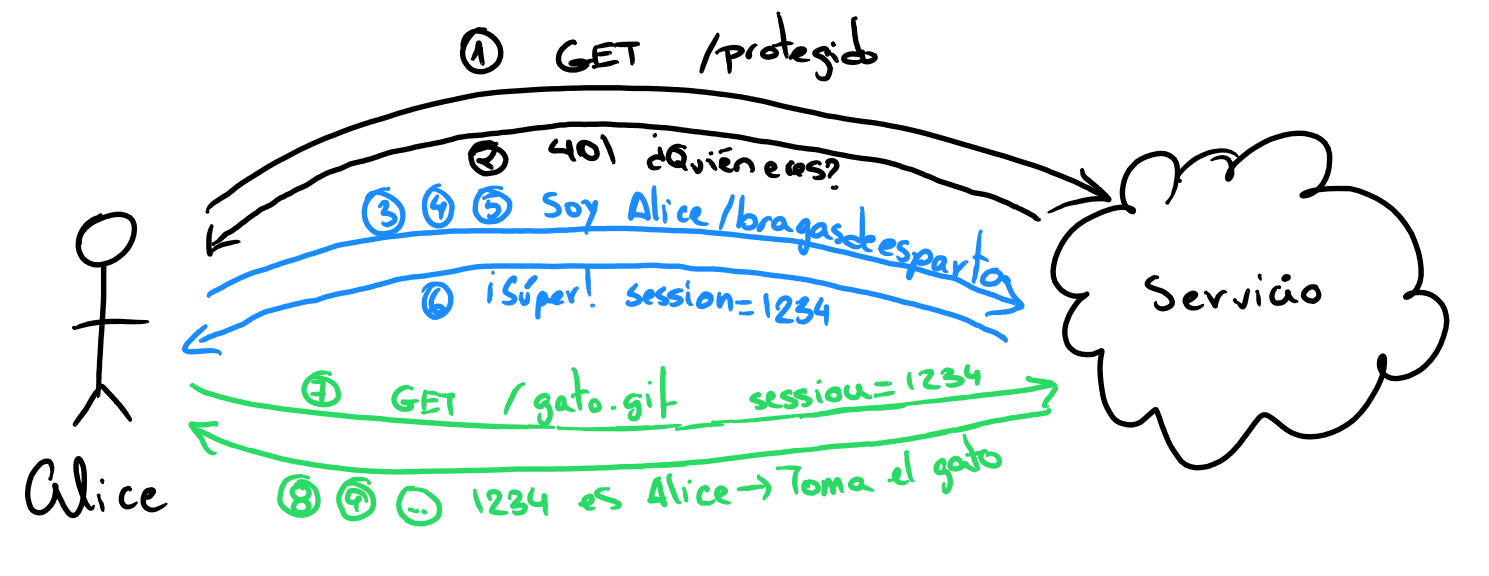 ① GET /protegido
② 401 ¿Quién eres?
③ ④ ⑤ Soy Alice/bragasdeesparto
⑥ ¡Súper! session=1234
Servicio
⑦ GET /gato.gif session=1234
⑧ ⑨ ... 1234 es Alice → Toma el gato
Alice